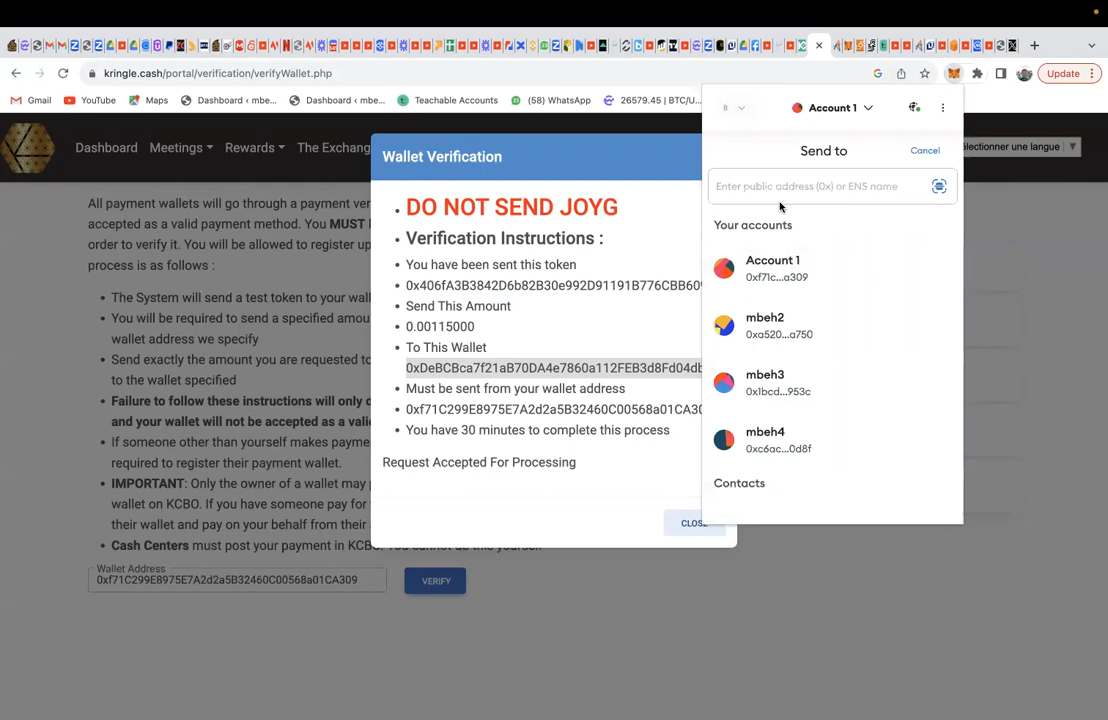 kringle.cash/portal/verification/verifyWallet.php
Update
Gmail
YouTube
Maps
Dashboard ‹ mbe...
Dashboard ‹ mbe...
Teachable Accounts
(58) WhatsApp
26579.45 | BTC/U...
Dashboard
Meetings
Rewards
The Exchang
électionner une langue
All payment wallets will go through a payment ver
accepted as a valid payment method. You MUST
order to verify it. You will be allowed to register up
process is as follows :
The System will send a test token to your wall
You will be required to send a specified amou
wallet address we specify
Send exactly the amount you are requested to
to the wallet specified
Failure to follow these instructions will only
and your wallet will not be accepted as a vali
If someone other than yourself makes payme
required to register their payment wallet.
IMPORTANT: Only the owner of a wallet may
wallet on KCBO. If you have someone pay for
their wallet and pay on your behalf from their
Cash Centers must post your payment in KCBO. You cannot do this yourself
Wallet Address
0xf71C299E8975E7A2d2a5B32460C00568a01CA309
VERIFY
Wallet Verification
DO NOT SEND JOYG
Verification Instructions :
You have been sent this token
0x406fA3B3842D6b82B30e992D91191B776CBB60
Send This Amount
0.00115000
To This Wallet
0xDeBCBca7f21aB70DA4e7860a112FEB3d8Fd04db
Must be sent from your wallet address
0xf71C299E8975E7A2d2a5B32460C00568a01CA30
You have 30 minutes to complete this process
Request Accepted For Processing
CLOSE
B
Account 1
Send to
Cancel
Enter public address (0x) or ENS name
Your accounts
Account 1
0xf71c...a309
mbeh2
0xa520...a750
mbeh3
0x1bcd...953c
mbeh4
0xc6ac...0d8f
Contacts